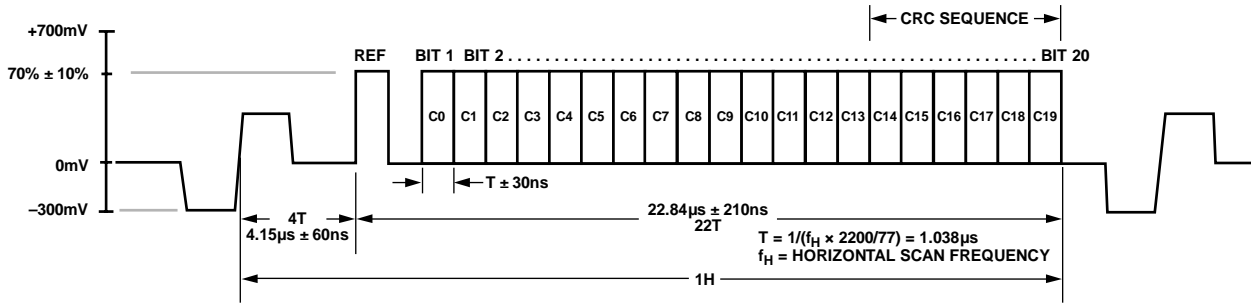 CRC SEQUENCE
+700mV
REF
BIT 1 BIT 2 . . . . . . . . . . . . . . . . . . . . . . . . . . . . . . . . . . . . . . . . . . . . . . . . . . . . . . . . . . . . . . . BIT 20
70% ± 10%
C0 C1 C2 C3 C4 C5 C6 C7 C8 C9 C10 C11 C12 C13 C14 C15 C16 C17 C18 C19
0mV
T ± 30ns
–300mV
4T
4.15µs ± 60ns
22.84µs ± 210ns
22T
T = 1/(fH × 2200/77) = 1.038µs
fH = HORIZONTAL SCAN FREQUENCY
1H